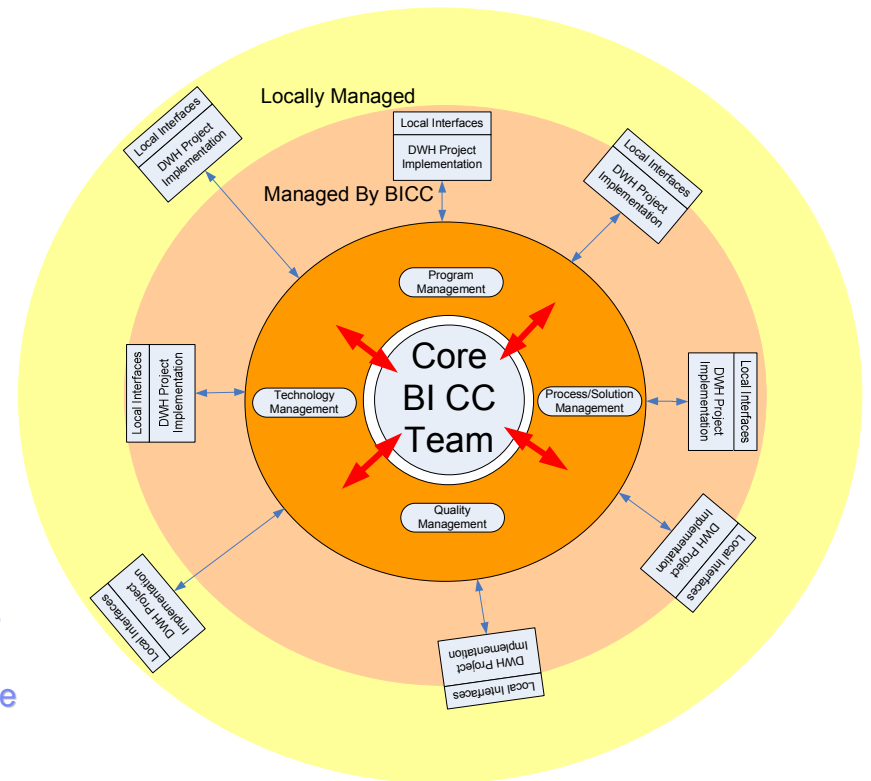 Locally Managed
Local Interfaces
DWH Project
Implementation
Local Interfaces
DWH Project
Implementation
Local Interfaces
DWH Project
Implementation
Managed By BICC
Program
Management
Core
BI CC
Team
Technology
Management
Process/Solution
Management
Quality
Management
Local Interfaces
DWH Project
Implementation
Local Interfaces
DWH Project
Implementation
Local Interfaces
DWH Project
Implementation
Local Interfaces
DWH Project
Implementation
Local Interfaces
DWH Project
Implementation
e